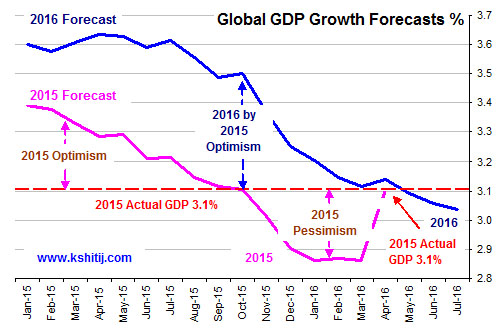 Global GDP Growth Forecasts %
2016 Forecast
2015 Forecast
2015 Optimism
2016 by
2015
Optimism
2015 Actual GDP 3.1%
2015
Pessimism
2016
2015 Actual
GDP 3.1%
www.kshitij.com
2015
3.7
3.6
3.5
3.4
3.3
3.2
3.1
3.0
2.9
2.8
Jan-15
Feb-15
Mar-15
Apr-15
May-15
Jun-15
Jul-15
Aug-15
Sep-15
Oct-15
Nov-15
Dec-15
Jan-16
Feb-16
Mar-16
Apr-16
May-16
Jun-16
Jul-16